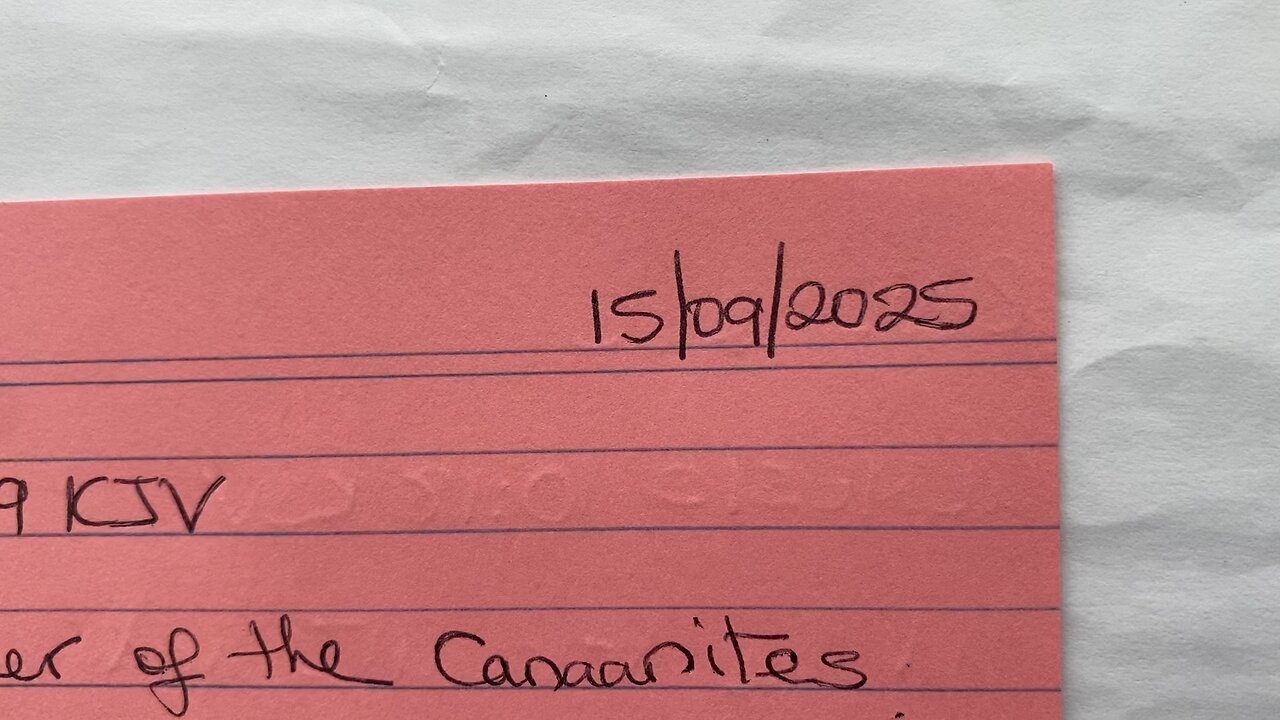 15/09/2025
9 KJV
er of the Canaanites